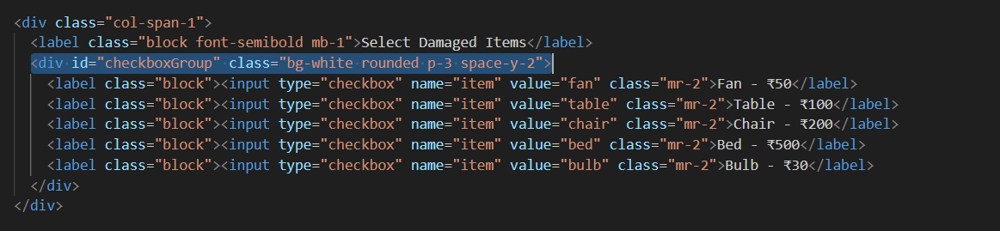 <div class="col-span-1">
<label class="block font-semibold mb-1">Select Damaged Items</label>
<div id="checkboxGroup" class="bg-white rounded p-3 space-y-2">
<label class="block"><input type="checkbox" name="item" value="fan" class="mr-2">Fan - ₹50</label>
<label class="block"><input type="checkbox" name="item" value="table" class="mr-2">Table - ₹100</label>
<label class="block"><input type="checkbox" name="item" value="chair" class="mr-2">Chair - ₹200</label>
<label class="block"><input type="checkbox" name="item" value="bed" class="mr-2">Bed - ₹500</label>
<label class="block"><input type="checkbox" name="item" value="bulb" class="mr-2">Bulb - ₹30</label>
</div>
</div>